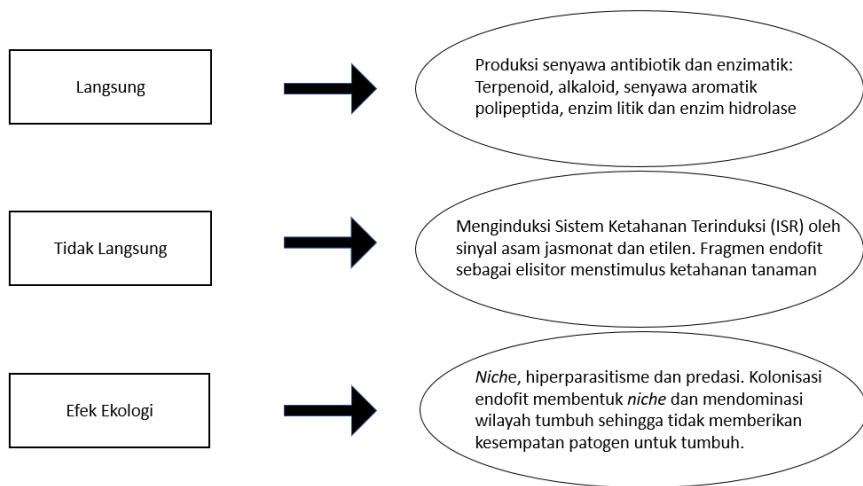 Langsung
Produksi senyawa antibiotik dan enzimatik:
Terpenoid, alkaloid, senyawa aromatik
polipeptida, enzim litik dan enzim hidrolase
Tidak Langsung
Menginduksi Sistem Ketahanan Terinduksi (ISR) oleh
sinyal asam jasmonat dan etilen. Fragmen endofit
sebagai elisitor menstimulus ketahanan tanaman
Efek Ekologi
Niche, hiperparasitisme dan predasi. Kolonisasi
endofit membentuk niche dan mendominasi
wilayah tumbuh sehingga tidak memberikan
kesempatan patogen untuk tumbuh.